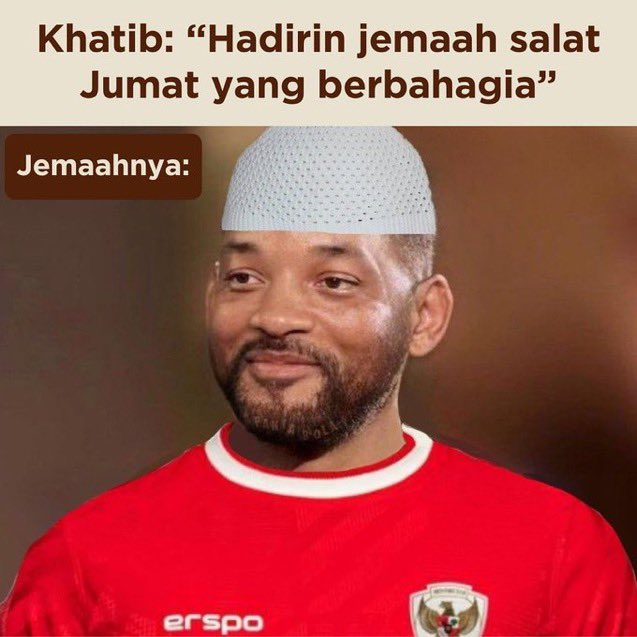 Khatib: “Hadirin jemaah salat
Jumat yang berbahagia”
Jemaahnya:
erspo